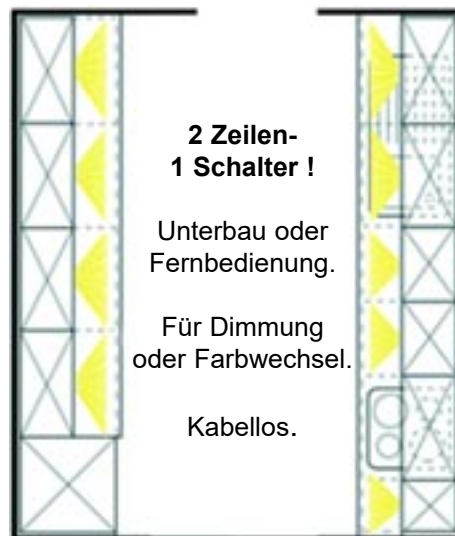 2 Zeilen-
1 Schalter !
Unterbau oder
Fernbedienung.
Für Dimmung
oder Farbwechsel.
Kabellos.